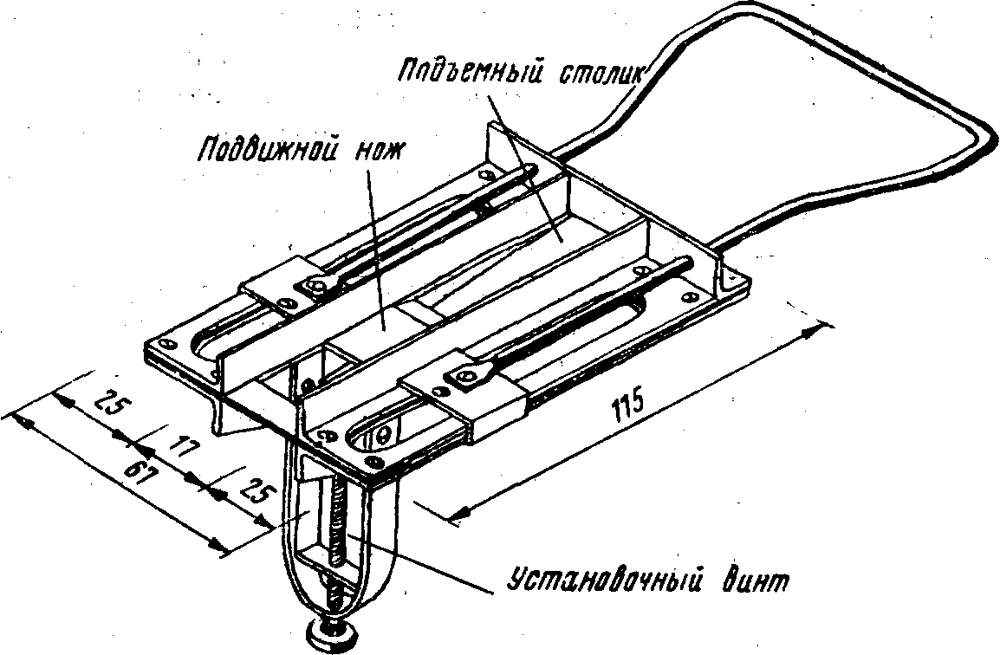 Подъемный столик
Подвижной нож
25
17
25
67
115
Установочный винт